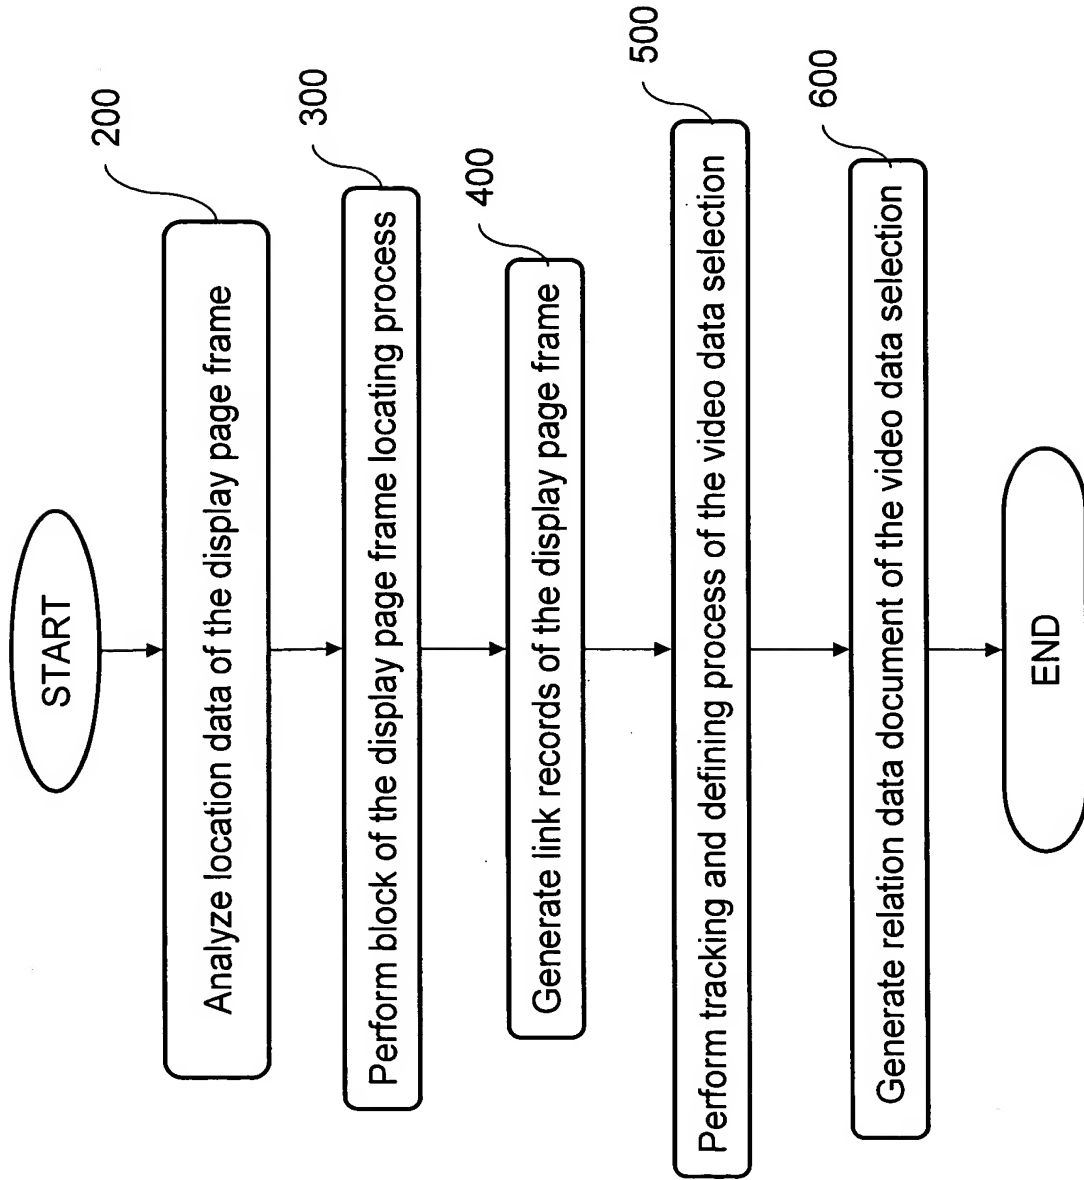 START
200
Analyze location data of the display page frame
300
Perform block of the display page frame locating process
400
Generate link records of the display page frame
500
Perform tracking and defining process of the video data selection
600
Generate relation data document of the video data selection
END